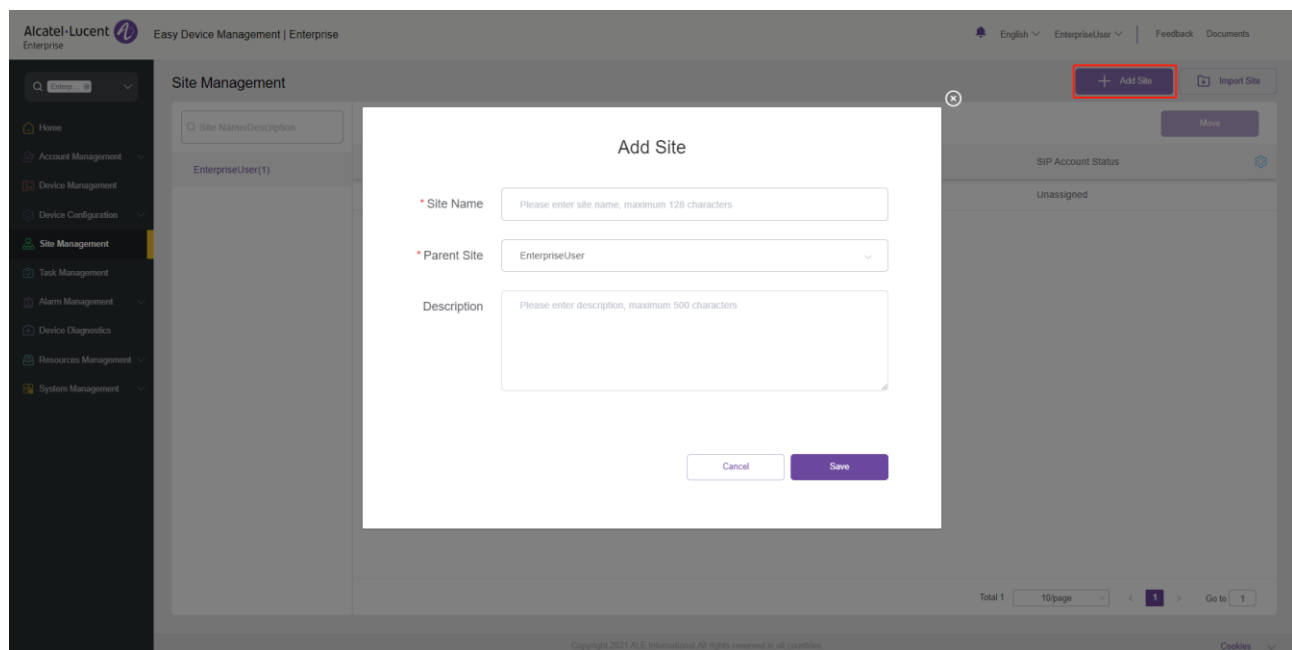 Alcatel·Lucent
Enterprise
Easy Device Management | Enterprise
English
EnterpriseUser
Feedback
Documents
Enterp...
Site Management
Add Site
Import Site
Home
Account Management
Device Management
Device Configuration
Site Management
Task Management
Alarm Management
Device Diagnostics
Resources Management
System Management
Site Name/Description
EnterpriseUser(1)
Move
SIP Account Status
Unassigned
Add Site
* Site Name
Please enter site name, maximum 128 characters
* Parent Site
EnterpriseUser
Description
Please enter description, maximum 500 characters
Cancel
Save
Total 1
10/page
1
Go to
1
Copyright 2021 ALE International. All rights reserved in all countries
Cookies